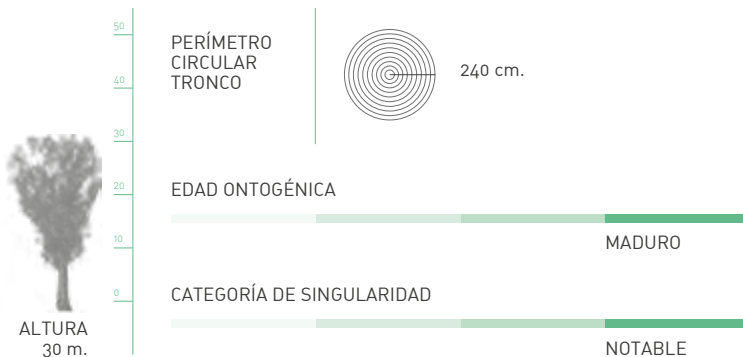 50
40
30
20
10
0
ALTURA
30 m.
PERÍMETRO
CIRCULAR
TRONCO
240 cm.
EDAD ONTOGÉNICA
MADURO
CATEGORÍA DE SINGULARIDAD
NOTABLE